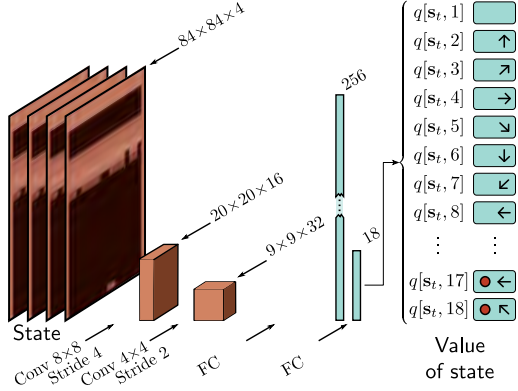 84×84×4
State
Conv 8×8
Stride 4
20×20×16
Conv 4×4
Stride 2
9×9×32
FC
FC
256
18
q[s_t, 1]
q[s_t, 2]
q[s_t, 3]
q[s_t, 4]
q[s_t, 5]
q[s_t, 6]
q[s_t, 7]
q[s_t, 8]
q[s_t, 17]
q[s_t, 18]
Value
of state